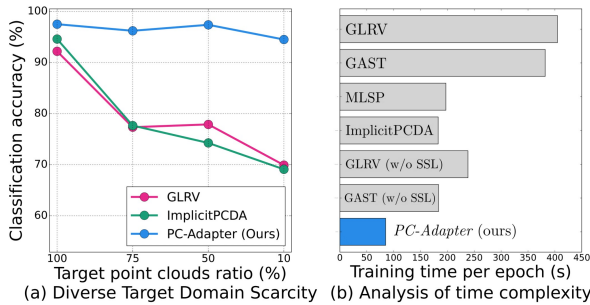 Classification accuracy (%)
100
90
80
70
60
GLRV
ImplicitPCDA
PC-Adapter (Ours)
100
75
50
10
Target point clouds ratio (%)
(a) Diverse Target Domain Scarcity
GLRV
GAST
MLSP
ImplicitPCDA
GLRV (w/o SSL)
GAST (w/o SSL)
PC-Adapter (ours)
0 50 100 150 200 250 300 350 400 450
Training time per epoch (s)
(b) Analysis of time complexity